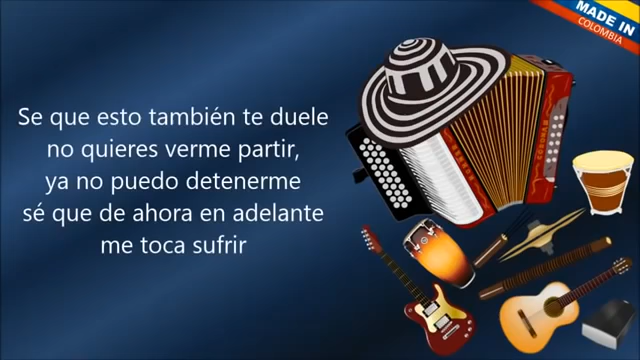 MADE IN
COLOMBIA
Se que esto también te duele
no quieres verme partir,
ya no puedo detenerme
sé que de ahora en adelante
me toca sufrir